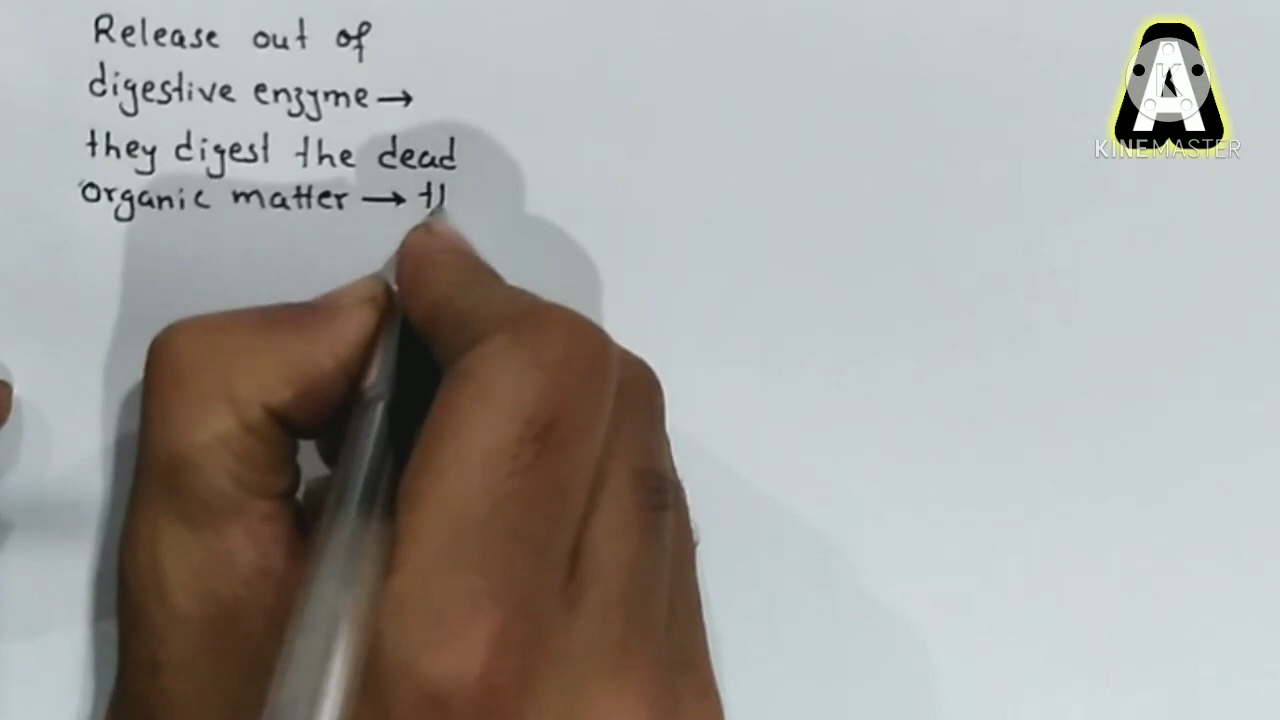 Release out of
digestive enzyme →
they digest the dead
organic matter →
KINEMASTER